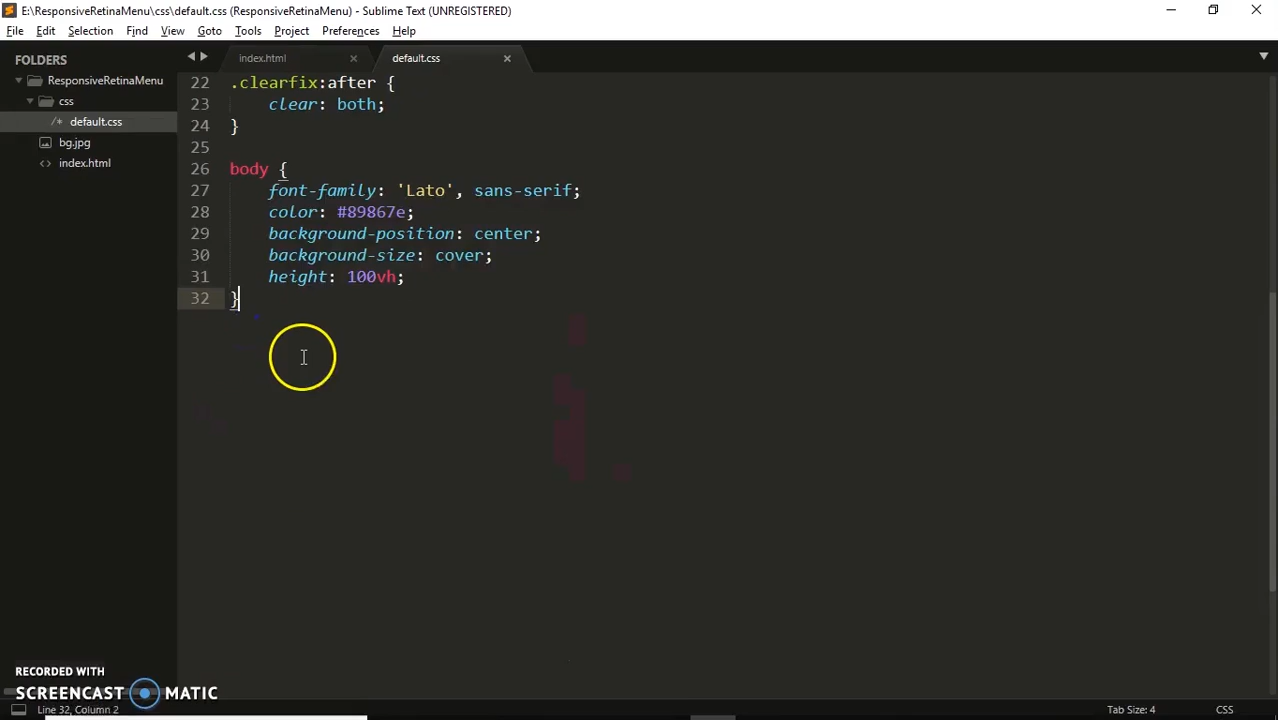 E:\ResponsiveRetinaMenu\css\default.css (ResponsiveRetinaMenu) - Sublime Text (UNREGISTERED)
File Edit Selection Find View Goto Tools Project Preferences Help
FOLDERS
ResponsiveRetinaMenu
css
/* default.css
bg.jpg
<> index.html
index.html
default.css
22 .clearfix:after {
23 clear: both;
24 }
25
26 body {
27 font-family: 'Lato', sans-serif;
28 color: #89867e;
29 background-position: center;
30 background-size: cover;
31 height: 100vh;
32 }
RECORDED WITH
SCREENCAST MATIC
Line 32, Column 2
Tab Size: 4
CSS